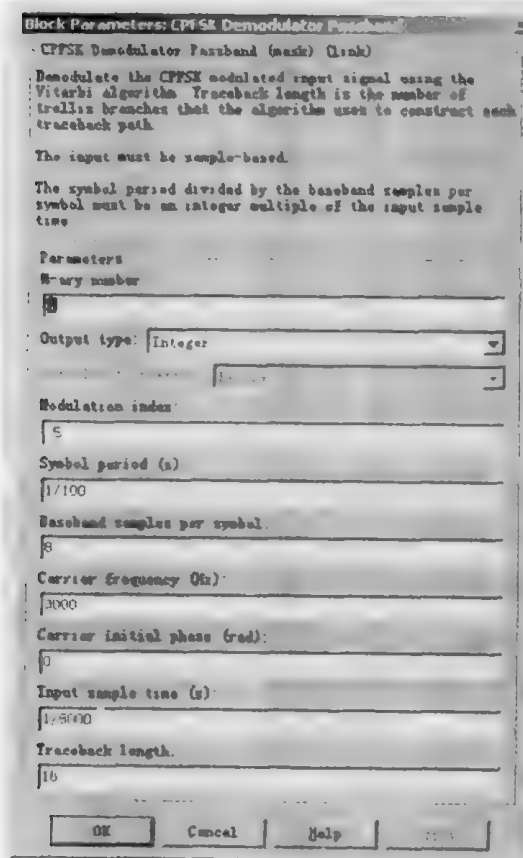 Block Parameters: CPFSK Demodulator Passband
CPFSK Demodulator Passband (mask) (link)
Demodulate the CPFSK modulated input signal using the
Viterbi algorithm. Traceback length is the number of
trellis branches that the algorithm uses to construct each
traceback path.
The input must be sample-based.
The symbol period divided by the baseband samples per
symbol must be an integer multiple of the input sample
time
Parameters
M-ary number
Output type: Integer
Modulation index:
.5
Symbol period (s)
1/100
Baseband samples per symbol.
8
Carrier frequency (Hz):
3000
Carrier initial phase (rad):
0
Input sample time (s):
1/8000
Traceback length.
16
OK Cancel Help